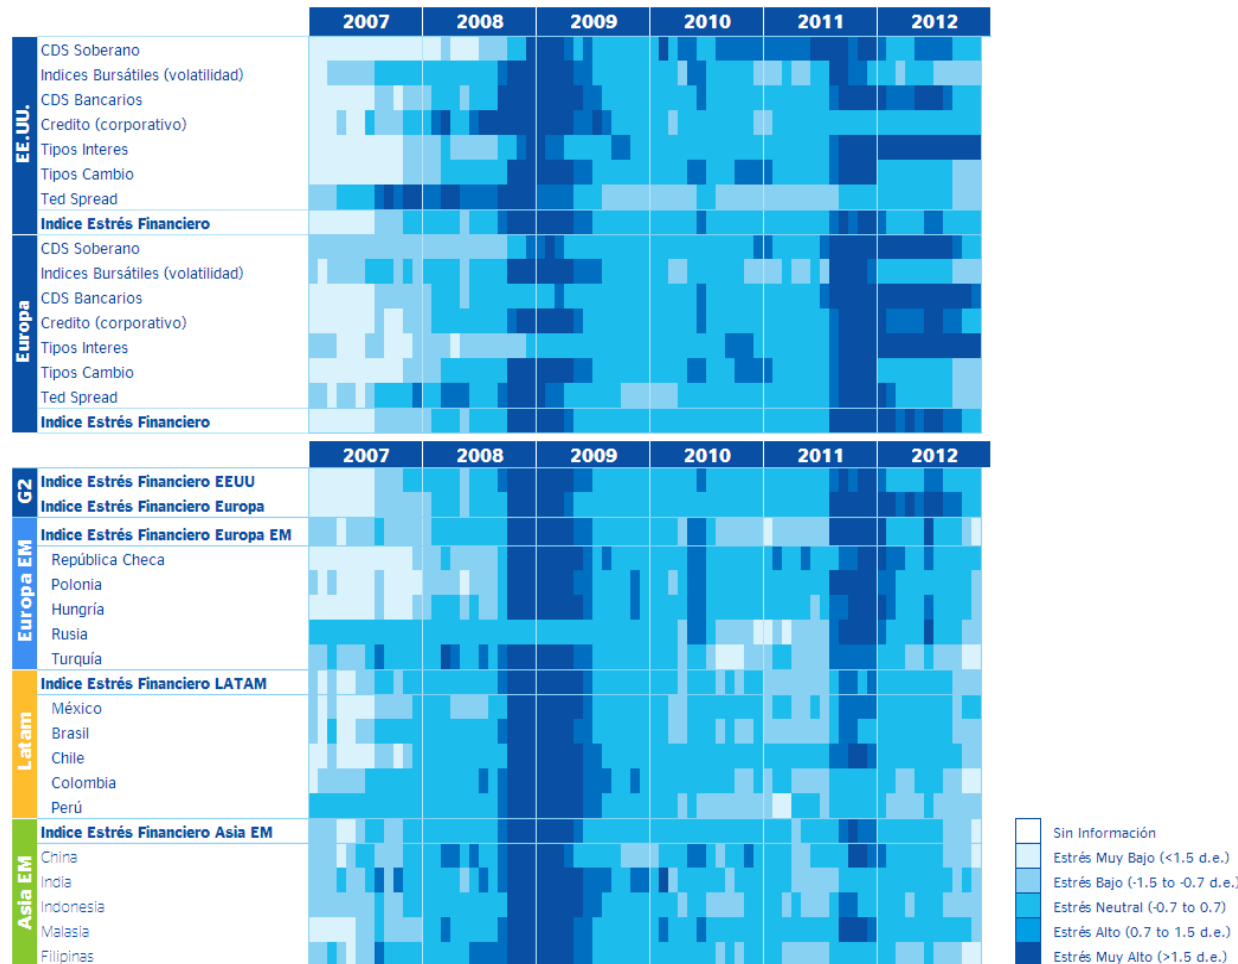 2007 2008 2009 2010 2011 2012
EE.UU.
CDS Soberano
Indices Bursátiles (volatilidad)
CDS Bancarios
Credito (corporativo)
Tipos Interes
Tipos Cambio
Ted Spread
Indice Estrés Financiero
Europa
CDS Soberano
Indices Bursátiles (volatilidad)
CDS Bancarios
Credito (corporativo)
Tipos Interes
Tipos Cambio
Ted Spread
Indice Estrés Financiero
2007 2008 2009 2010 2011 2012
G2
Indice Estrés Financiero EEUU
Indice Estrés Financiero Europa
Europa EM
Indice Estrés Financiero Europa EM
República Checa
Polonia
Hungría
Rusia
Turquía
Latam
Indice Estrés Financiero LATAM
México
Brasil
Chile
Colombia
Perú
Asia EM
Indice Estrés Financiero Asia EM
China
India
Indonesia
Malasia
Filipinas
Sin Información
Estrés Muy Bajo (<1.5 d.e.)
Estrés Bajo (-1.5 to -0.7 d.e.)
Estrés Neutral (-0.7 to 0.7)
Estrés Alto (0.7 to 1.5 d.e.)
Estrés Muy Alto (>1.5 d.e.)